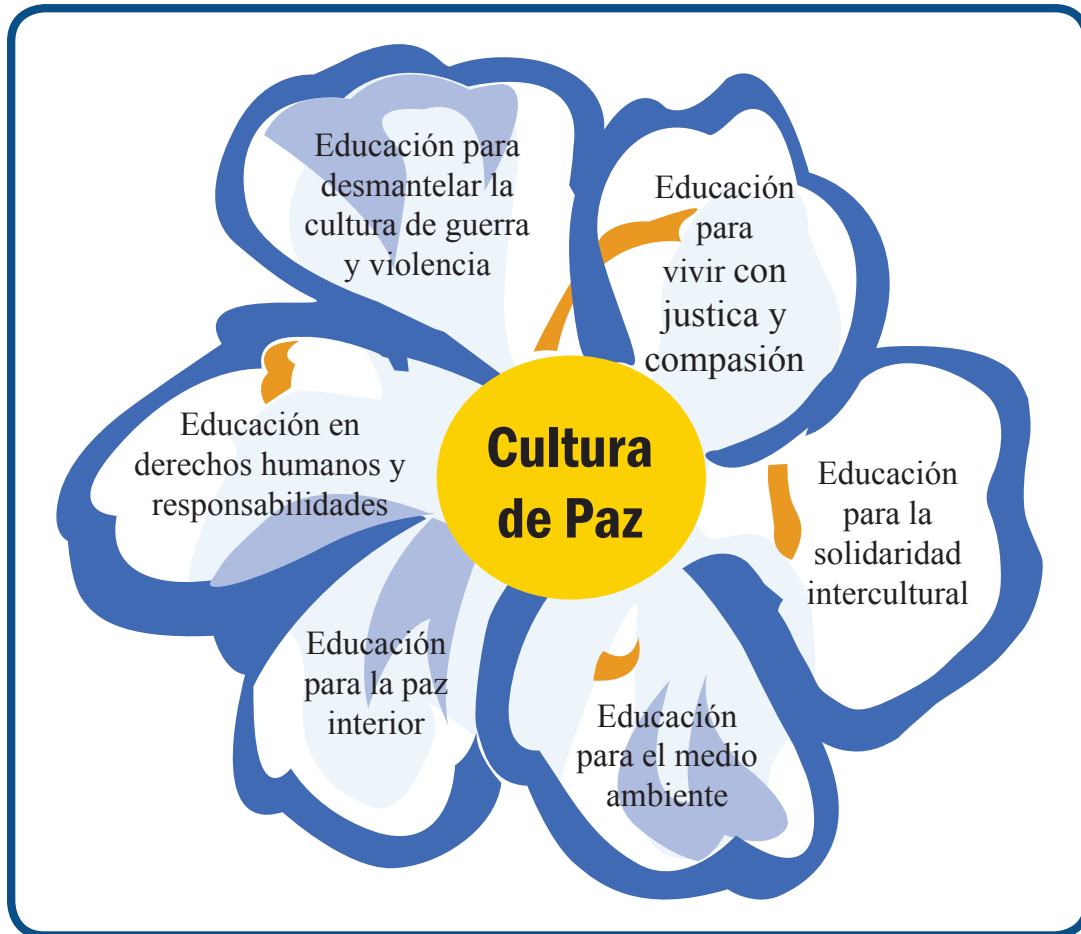 Educación para
desmantelar la
cultura de guerra
y violencia
Educación
para
vivir con
justica y
compasión
Educación en
derechos humanos y
responsabilidades
Cultura
de Paz
Educación
para la
solidaridad
intercultural
Educación
para la paz
interior
Educación
para el medio
ambiente